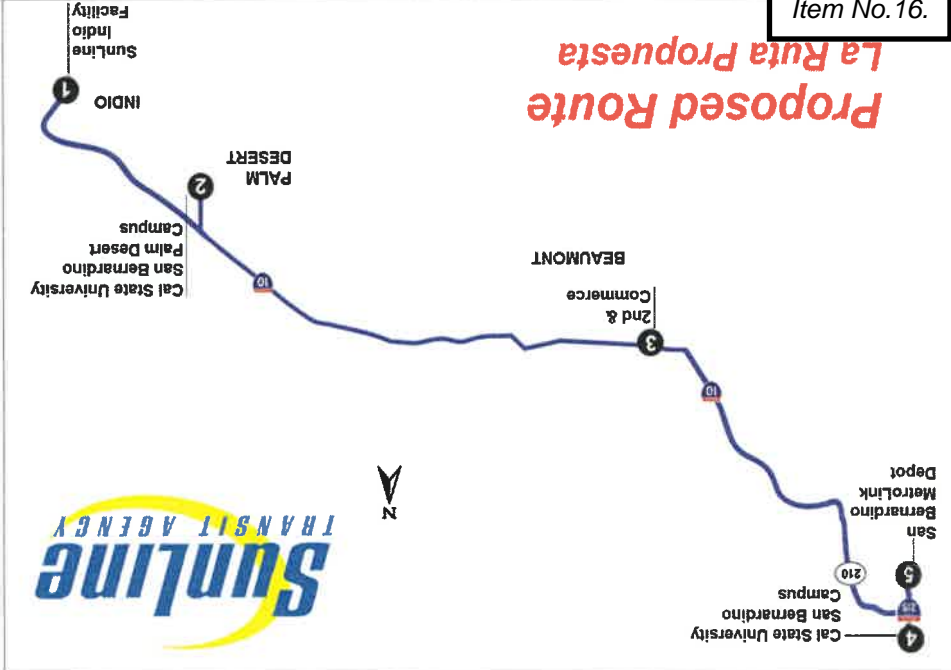 Item No.16.
4
Cal State University
San Bernardino
Campus
215
5
210
San
Bernardino
MetroLink
Depot
SunLine
TRANSIT AGENCY
N
10
3
2nd &
Commerce
BEAUMONT
10
Cal State University
San Bernardino
Palm Desert
Campus
2
PALM
DESERT
Proposed Route
La Ruta Propuesta
INDIO
1
SunLine
Indio
Facility